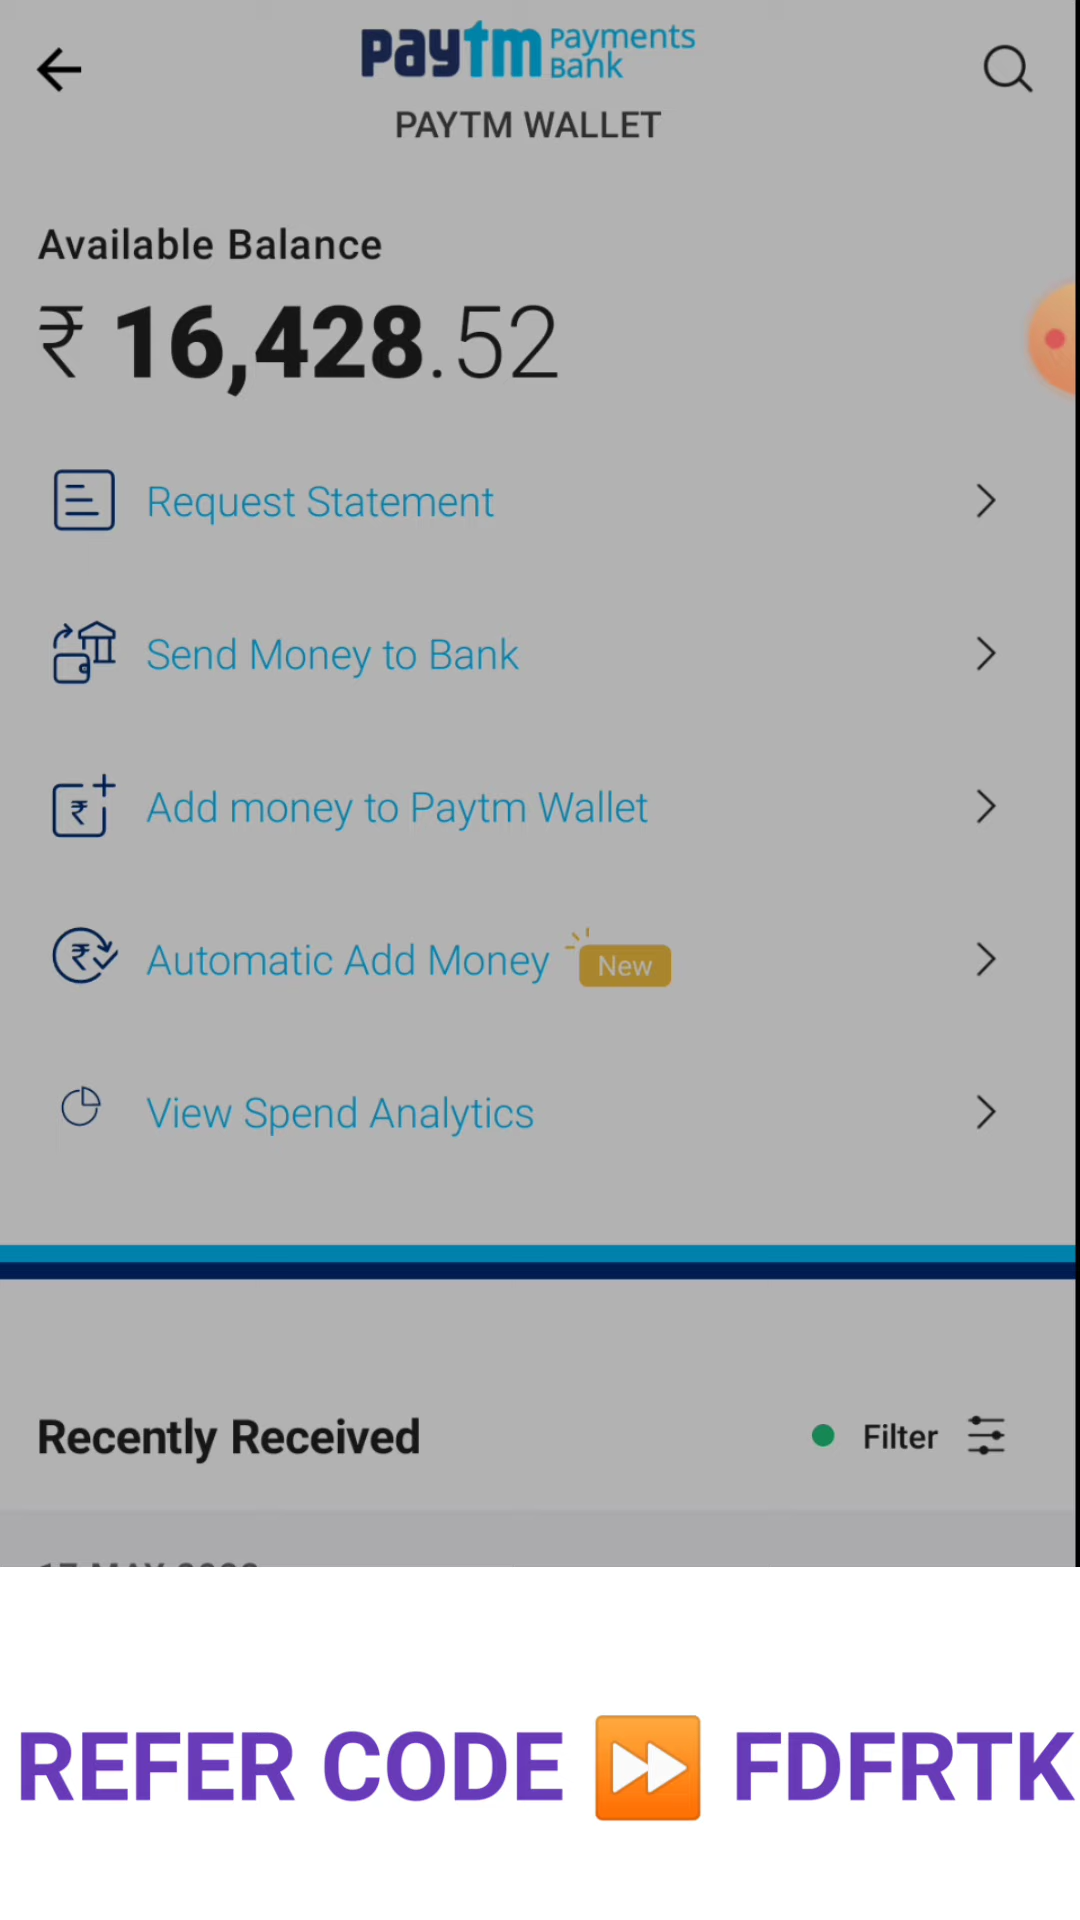 paytm Payments Bank
PAYTM WALLET
Available Balance
₹ 16,428.52
Request Statement
Send Money to Bank
Add money to Paytm Wallet
Automatic Add Money New
View Spend Analytics
Recently Received Filter
REFER CODE ⏩ FDFRTK